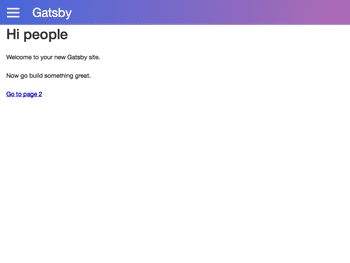 Gatsby
Hi people
Welcome to your new Gatsby site.
Now go build something great.
Go to page 2